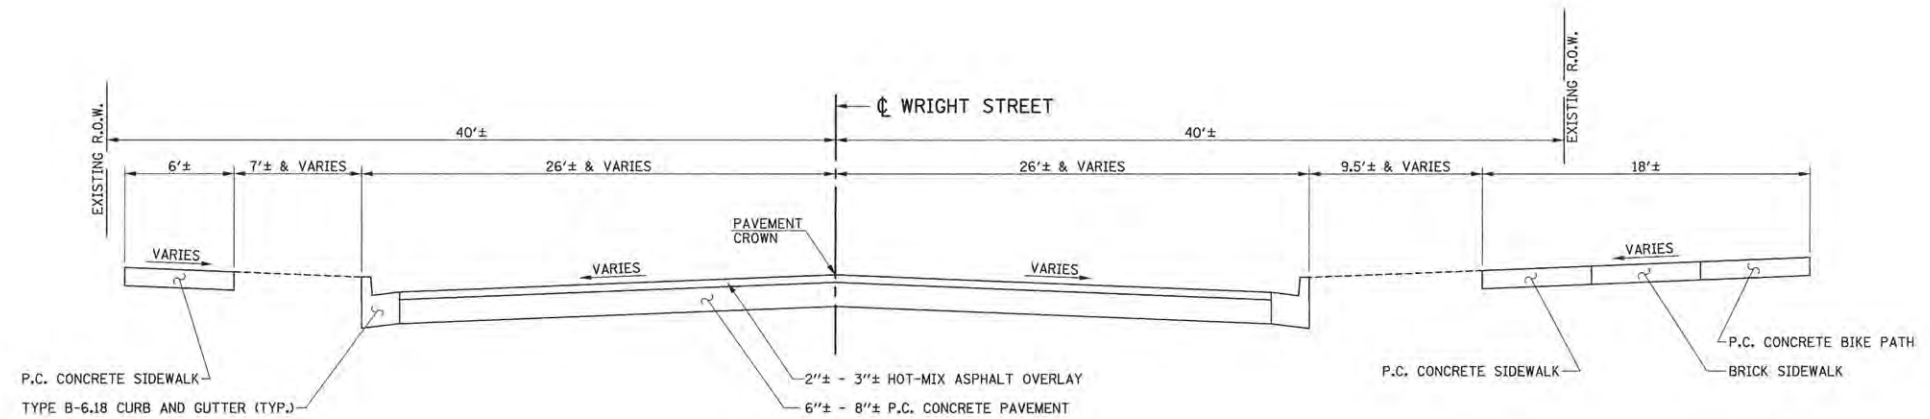 EXISTING R.O.W.
EXISTING R.O.W.
℄ WRIGHT STREET
40'±
40'±
6'±
7'± & VARIES
26'± & VARIES
26'± & VARIES
9.5'± & VARIES
18'±
PAVEMENT
CROWN
VARIES
VARIES
VARIES
VARIES
P.C. CONCRETE SIDEWALK
TYPE B-6.18 CURB AND GUTTER (TYP.)
2"± - 3"± HOT-MIX ASPHALT OVERLAY
6"± - 8"± P.C. CONCRETE PAVEMENT
P.C. CONCRETE SIDEWALK
P.C. CONCRETE BIKE PATH
BRICK SIDEWALK